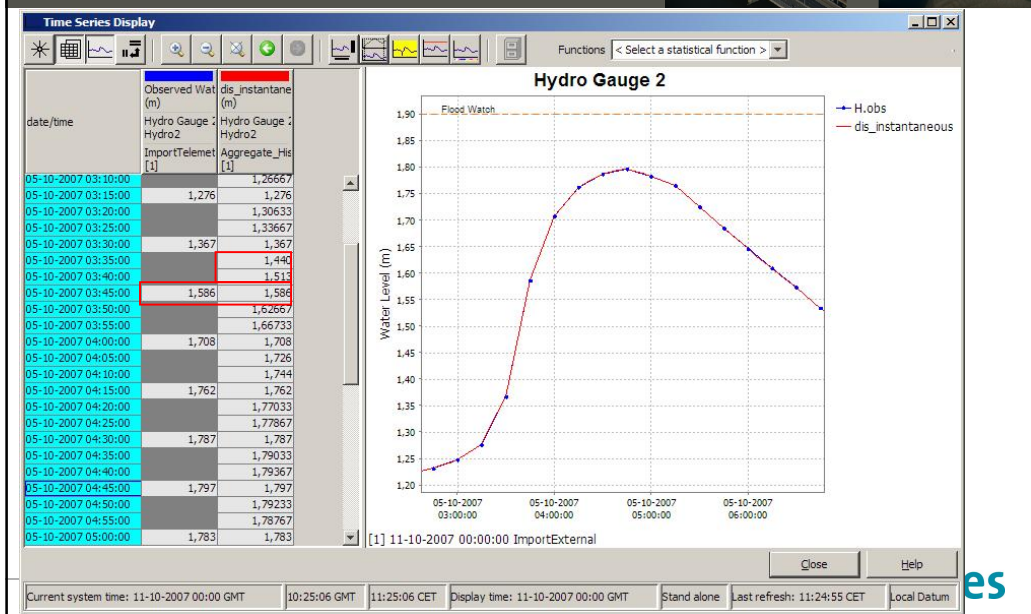 Time Series Display
Functions < Select a statistical function >
date/time
Observed Wat dis_instantane
(m) (m)
Hydro Gauge 2 Hydro Gauge 2
Hydro2 Hydro2
ImportTelemet Aggregate_His
[1] [1]
05-10-2007 03:10:00 1,26667
05-10-2007 03:15:00 1,276 1,276
05-10-2007 03:20:00 1,30633
05-10-2007 03:25:00 1,33667
05-10-2007 03:30:00 1,367 1,367
05-10-2007 03:35:00 1,440
05-10-2007 03:40:00 1,513
05-10-2007 03:45:00 1,586 1,586
05-10-2007 03:50:00 1,62667
05-10-2007 03:55:00 1,66733
05-10-2007 04:00:00 1,708 1,708
05-10-2007 04:05:00 1,726
05-10-2007 04:10:00 1,744
05-10-2007 04:15:00 1,762 1,762
05-10-2007 04:20:00 1,77033
05-10-2007 04:25:00 1,77867
05-10-2007 04:30:00 1,787 1,787
05-10-2007 04:35:00 1,79033
05-10-2007 04:40:00 1,79367
05-10-2007 04:45:00 1,797 1,797
05-10-2007 04:50:00 1,79233
05-10-2007 04:55:00 1,78767
05-10-2007 05:00:00 1,783 1,783
Hydro Gauge 2
Flood Watch
H.obs
dis_instantaneous
Water Level (m)
1,90
1,85
1,80
1,75
1,70
1,65
1,60
1,55
1,50
1,45
1,40
1,35
1,30
1,25
1,20
05-10-2007 05-10-2007 05-10-2007 05-10-2007
03:00:00 04:00:00 05:00:00 06:00:00
[1] 11-10-2007 00:00:00 ImportExternal
Close Help
Current system time: 11-10-2007 00:00 GMT 10:25:06 GMT 11:25:06 CET Display time: 11-10-2007 00:00 GMT Stand alone Last refresh: 11:24:55 CET Local Datum
es